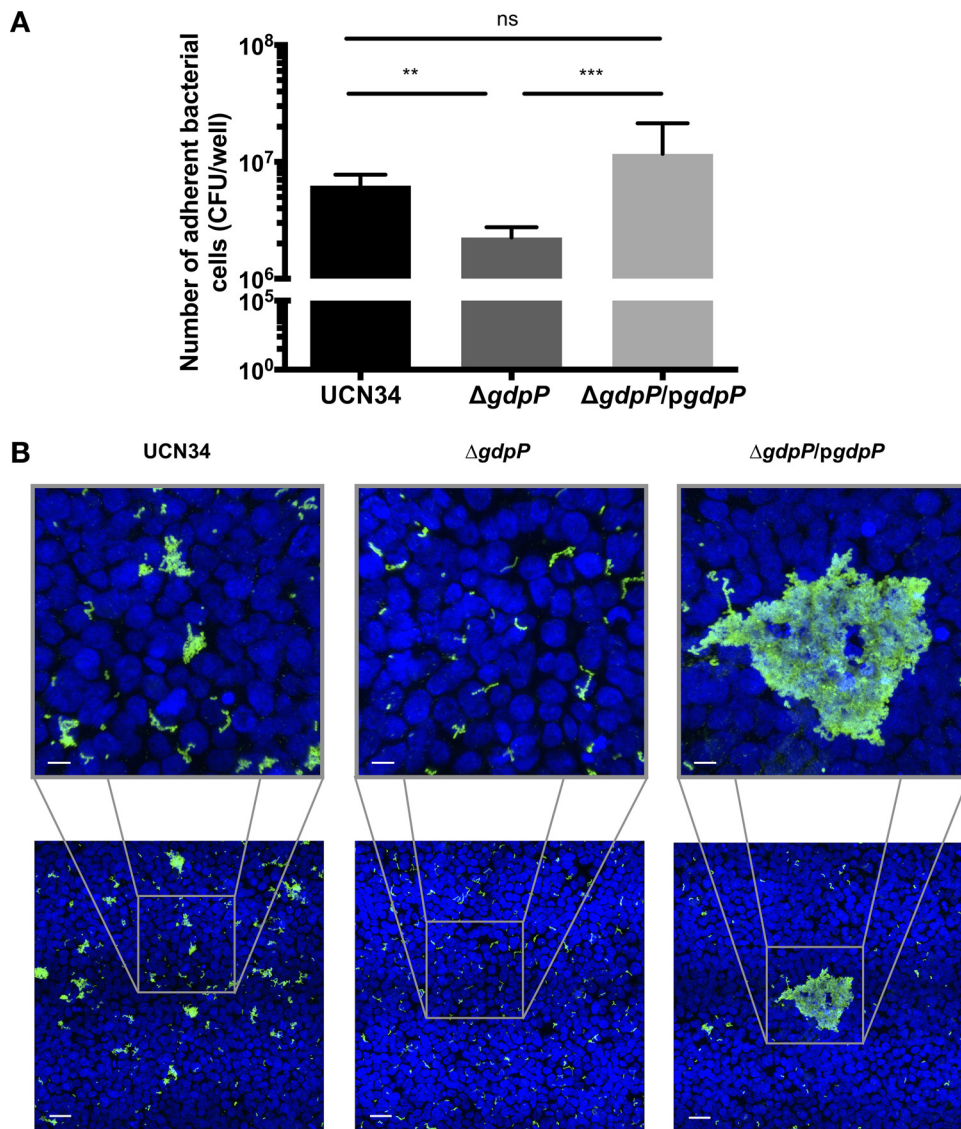 A
ns
**
***
Number of adherent bacterial
cells (CFU/well)
10⁸
10⁷
10⁶
10⁵
10⁰
UCN34
ΔgdpP
ΔgdpP/pgdpP
B
UCN34
ΔgdpP
ΔgdpP/pgdpP